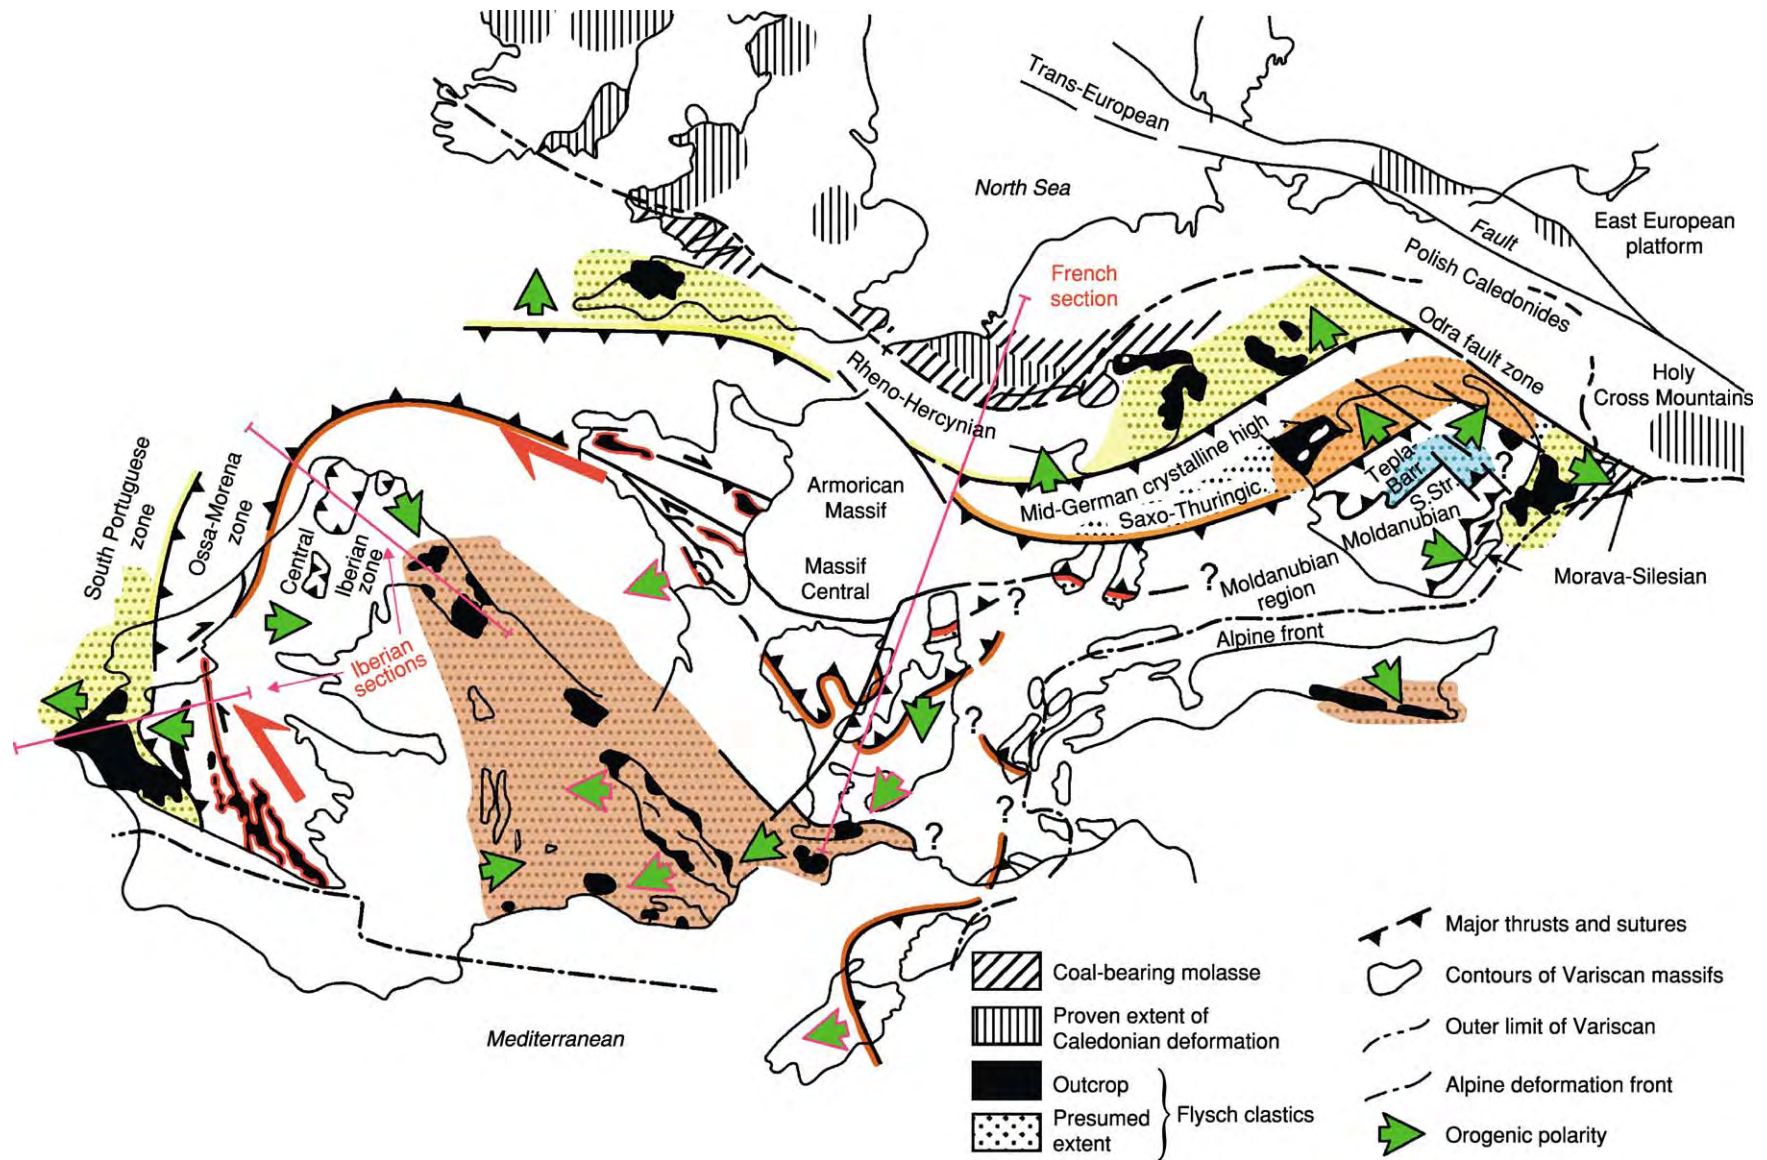 Trans-European
Fault
North Sea
East European
platform
Polish Caledonides
French
section
Odra fault zone
Holy
Cross Mountains
Rheno-Hercynian
Mid-German crystalline high
Saxo-Thuringic.
Tepla-
Barr.
S.Str.
?
Moldanubian
Moldanubian
region
?
Morava-Silesian
Alpine front
South Portuguese
zone
Ossa-Morena
zone
Central
Iberian
zone
Armorican
Massif
Massif
Central
?
?
?
?
Iberian
sections
Mediterranean
Coal-bearing molasse
Proven extent of
Caledonian deformation
Outcrop
Presumed
extent
Flysch clastics
Major thrusts and sutures
Contours of Variscan massifs
Outer limit of Variscan
Alpine deformation front
Orogenic polarity